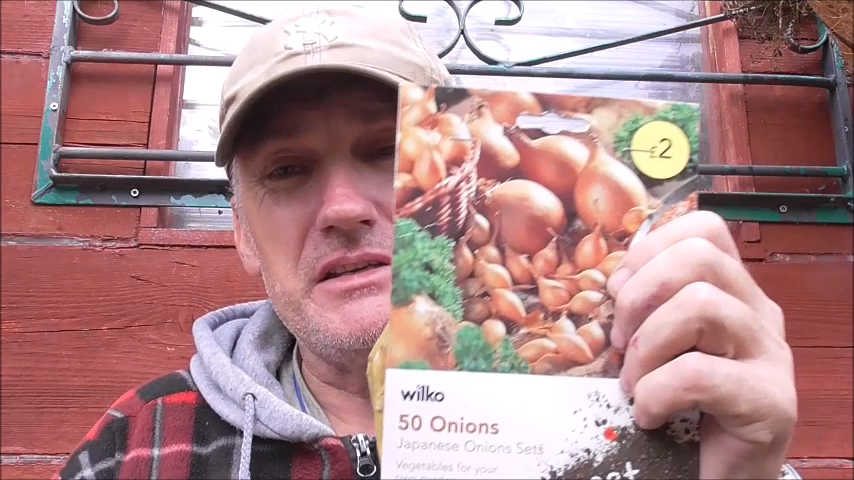 £2
wilko
50 Onions
Japanese Onions Sets
Vegetables for your